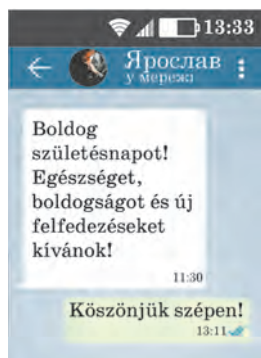 13:33
Ярослав
у мережі
Boldog
születésnapot!
Egészséget,
boldogságot és új
felfedezéseket
kívánok!
11:30
Köszönjük szépen!
13:11